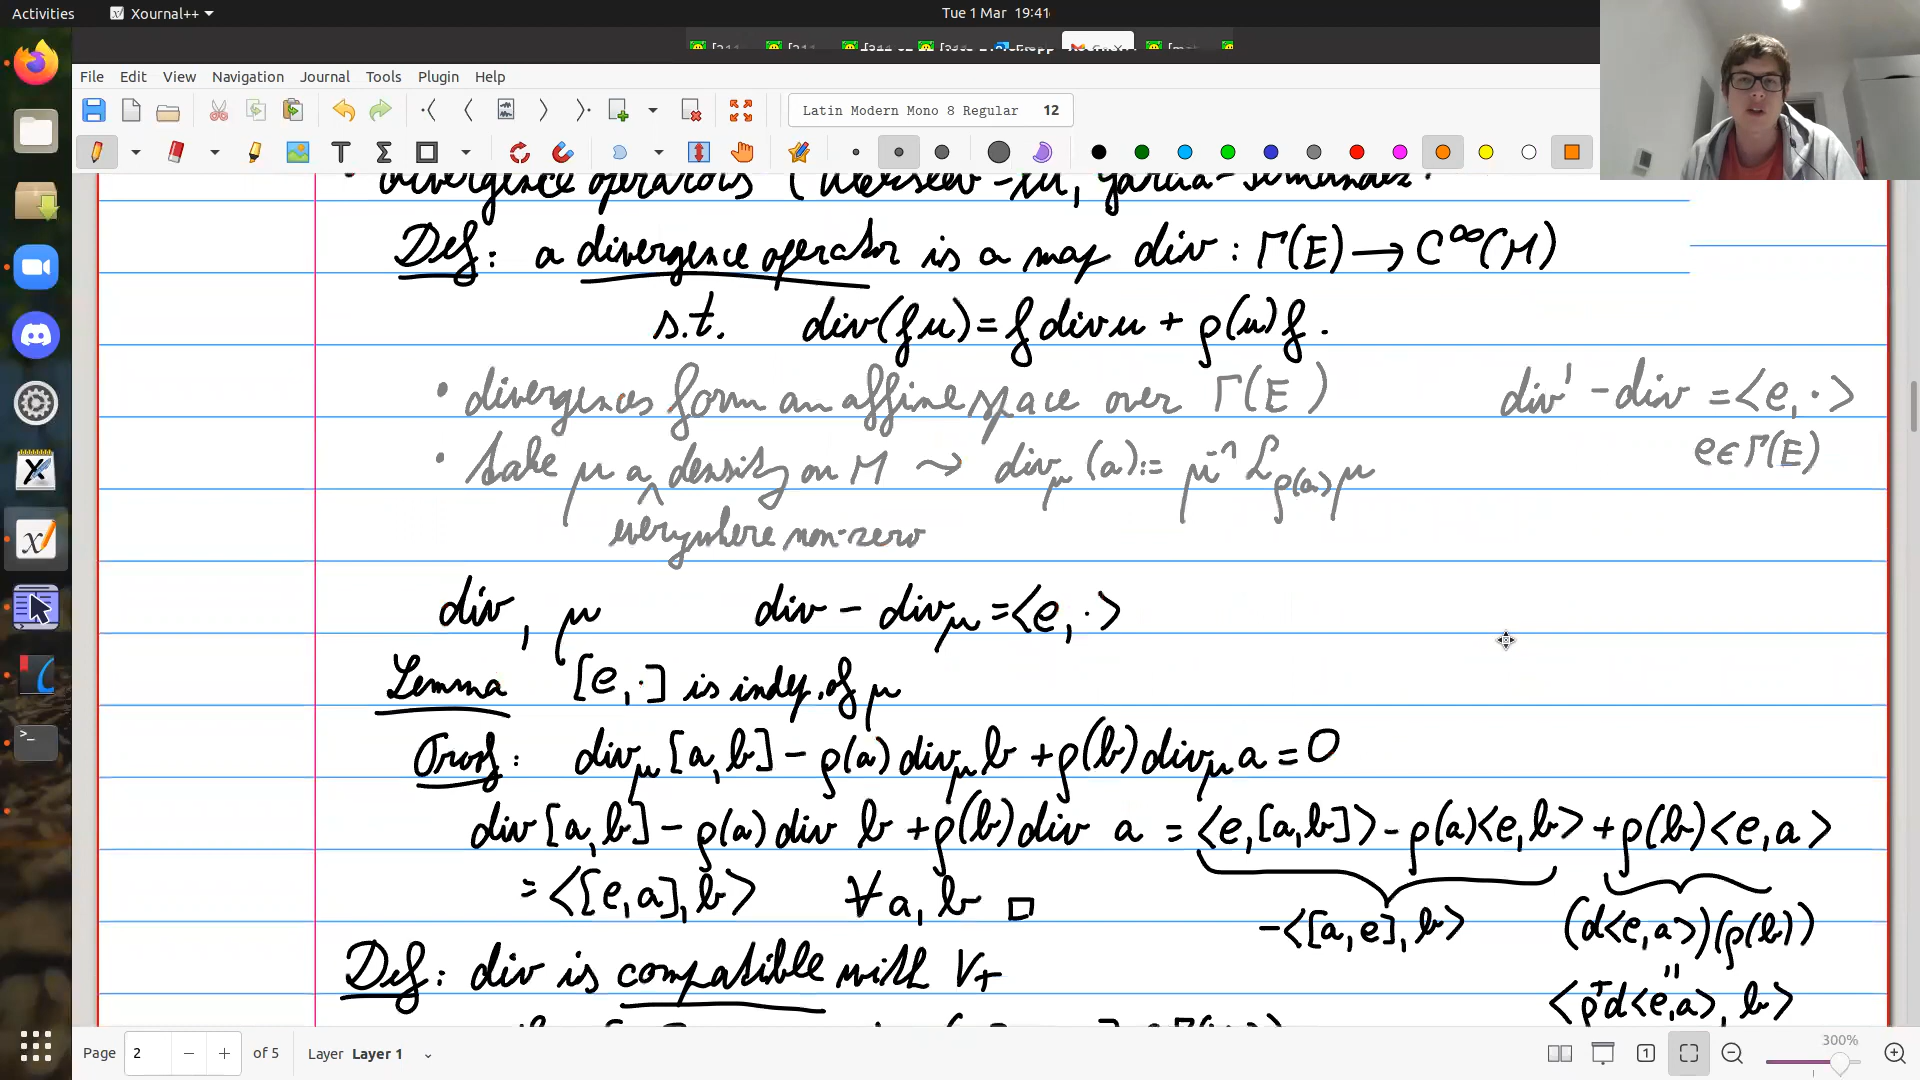 Activities Xournal++ Tue 1 Mar 19:41
File Edit View Navigation Journal Tools Plugin Help
Latin Modern Mono 8 Regular 12
divergence operators
Def: a divergence operator is a map div : Γ(E) → C^∞(M)
s.t. div(fu) = f div u + ρ(u)f.
• divergences form an affine space over Γ(E) div' - div = <e, ·>
e ∈ Γ(E)
• take μ a ^ density on M ⇝ div_μ (a) := μ^-1 L_ρ(a) μ
everywhere non-zero
div, μ div - div_μ = <e, ·>
Lemma [e, ·] is indep. of μ
Proof: div_μ [a, b] - ρ(a) div_μ b + ρ(b) div_μ a = 0
div [a, b] - ρ(a) div b + ρ(b) div a = <e, [a, b]> - ρ(a)<e, b> + ρ(b)<e, a>
= <[e, a], b> ∀ a, b □
-<[a, e], b> (d<e, a>)(ρ(b))
"
Def: div is compatible with V+
<ρ^T d<e, a>, b>
Page 2 of 5 Layer Layer 1 300%